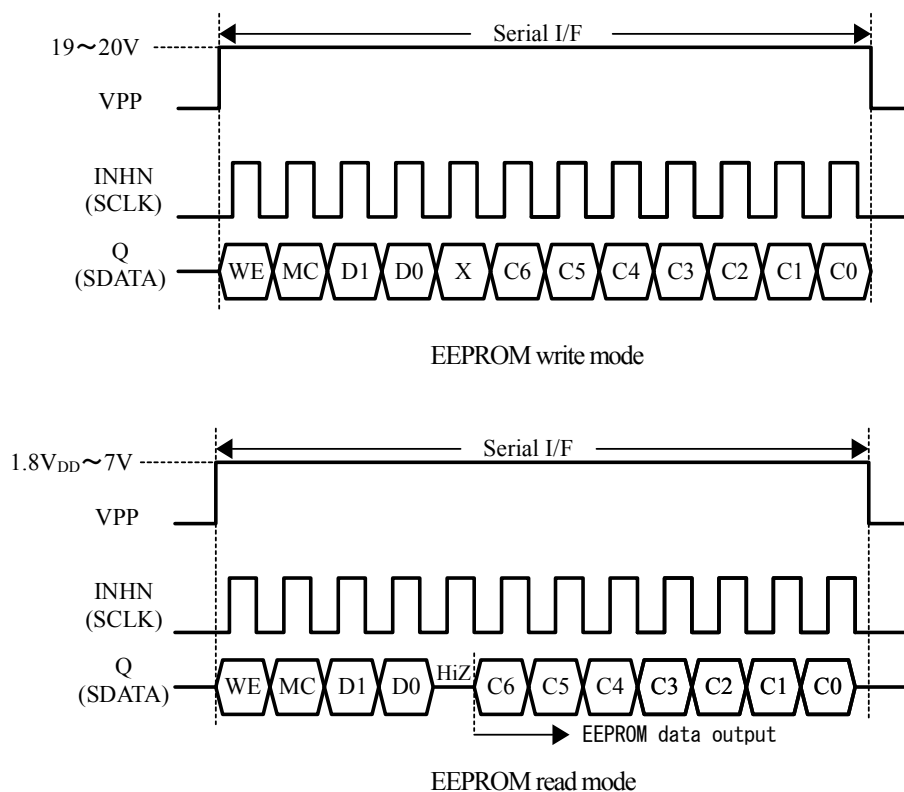 Serial I/F
19～20V
VPP
INHN
(SCLK)
Q
(SDATA)
WE MC D1 D0 X C6 C5 C4 C3 C2 C1 C0
EEPROM write mode
Serial I/F
1.8VDD～7V
VPP
INHN
(SCLK)
Q
(SDATA)
WE MC D1 D0 HiZ C6 C5 C4 C3 C2 C1 C0
EEPROM data output
EEPROM read mode